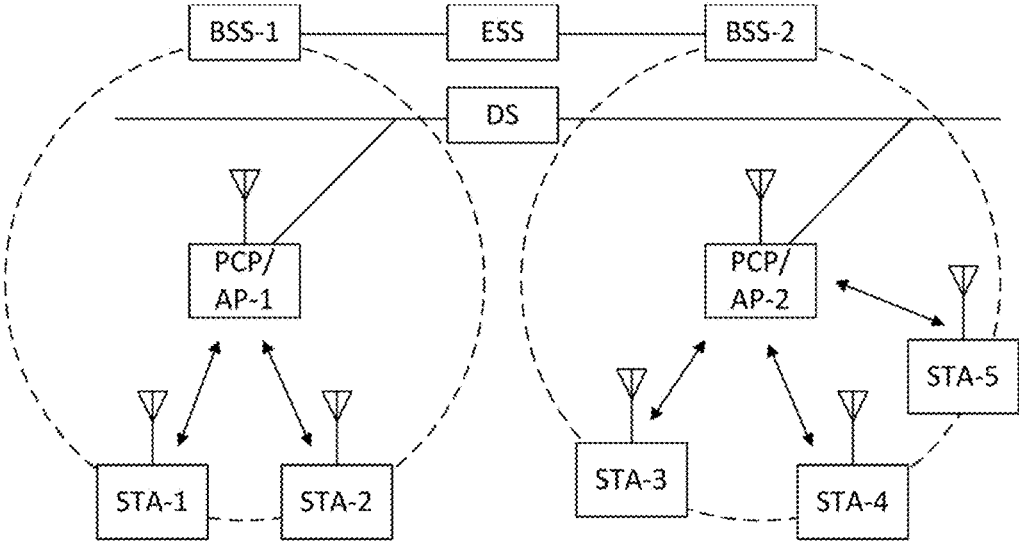 BSS-1
ESS
BSS-2
DS
PCP/
AP-1
PCP/
AP-2
STA-5
STA-3
STA-1
STA-2
STA-4